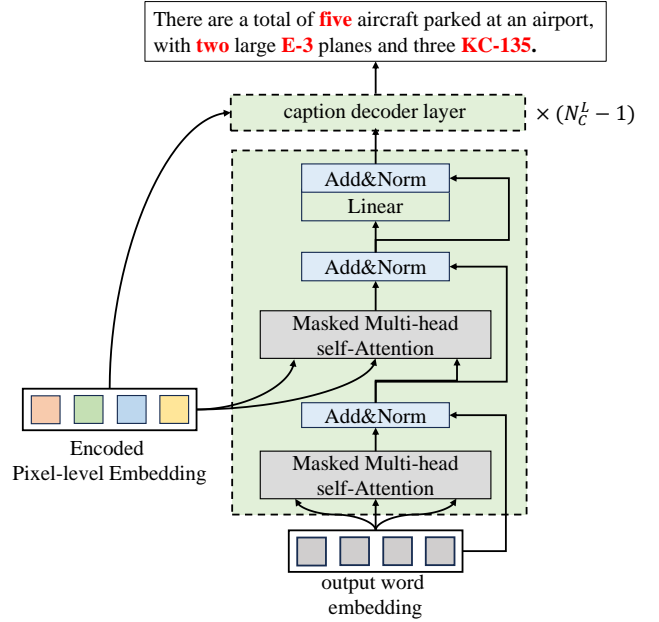 There are a total of five aircraft parked at an airport,
with two large E-3 planes and three KC-135.
caption decoder layer
× (N_C^L − 1)
Add&Norm
Linear
Add&Norm
Masked Multi-head
self-Attention
Add&Norm
Encoded
Pixel-level Embedding
Masked Multi-head
self-Attention
output word
embedding